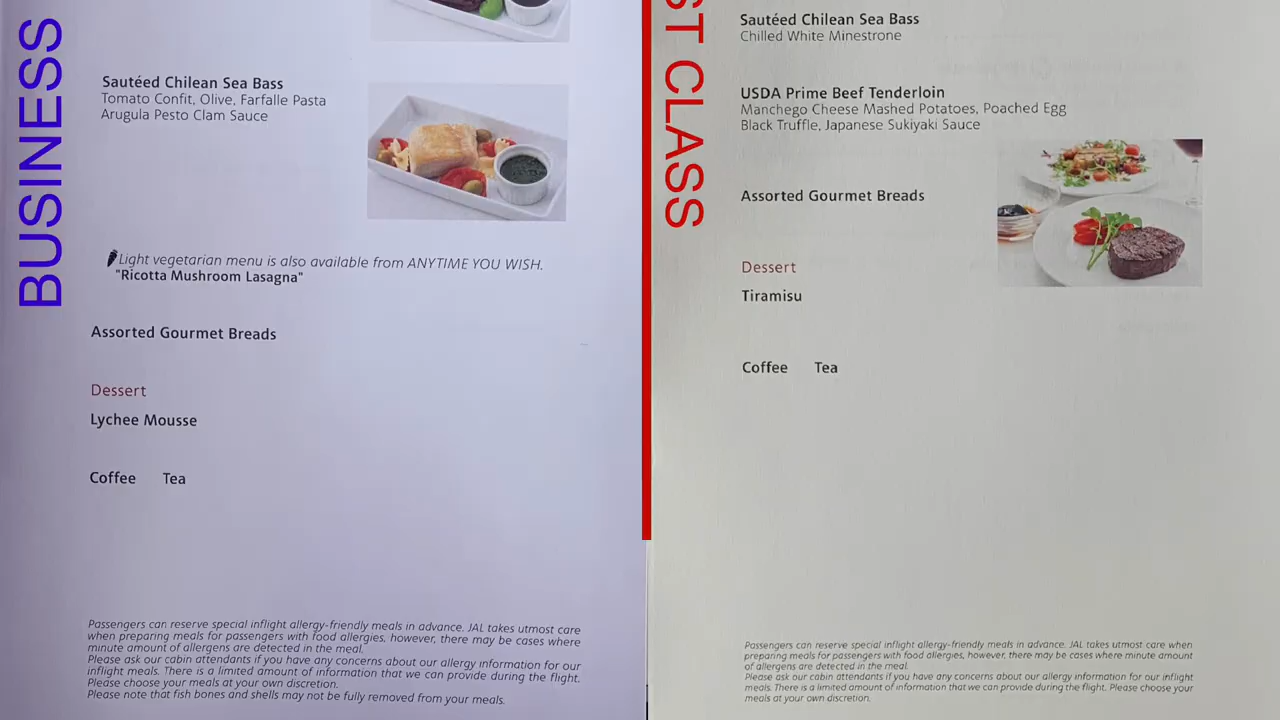 BUSINESS
Sautéed Chilean Sea Bass
Tomato Confit, Olive, Farfalle Pasta
Arugula Pesto Clam Sauce
Light vegetarian menu is also available from ANYTIME YOU WISH.
"Ricotta Mushroom Lasagna"
Assorted Gourmet Breads
Dessert
Lychee Mousse
Coffee Tea
Passengers can reserve special inflight allergy-friendly meals in advance. JAL takes utmost care
when preparing meals for passengers with food allergies, however, there may be cases where
minute amount of allergens are detected in the meal.
Please ask our cabin attendants if you have any concerns about our allergy information for our
inflight meals. There is a limited amount of information that we can provide during the flight.
Please choose your meals at your own discretion.
Please note that fish bones and shells may not be fully removed from your meals.
ST CLASS
Sautéed Chilean Sea Bass
Chilled White Minestrone
USDA Prime Beef Tenderloin
Manchego Cheese Mashed Potatoes, Poached Egg
Black Truffle, Japanese Sukiyaki Sauce
Assorted Gourmet Breads
Dessert
Tiramisu
Coffee Tea
Passengers can reserve special inflight allergy-friendly meals in advance. JAL takes utmost care when
preparing meals for passengers with food allergies, however, there may be cases where minute amount
of allergens are detected in the meal.
Please ask our cabin attendants if you have any concerns about our allergy information for our inflight
meals. There is a limited amount of information that we can provide during the flight. Please choose your
meals at your own discretion.